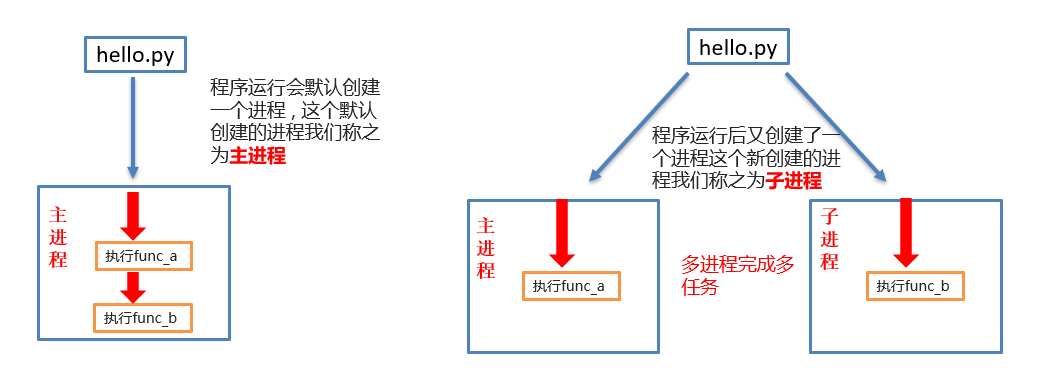 hello.py
程序运行会默认创建
一个进程，这个默认
创建的进程我们称之
为主进程
主
进
程
执行func_a
执行func_b
hello.py
程序运行后又创建了一
个进程这个新创建的进
程我们称之为子进程
主
进
程
执行func_a
多进程完成多
任务
子
进
程
执行func_b